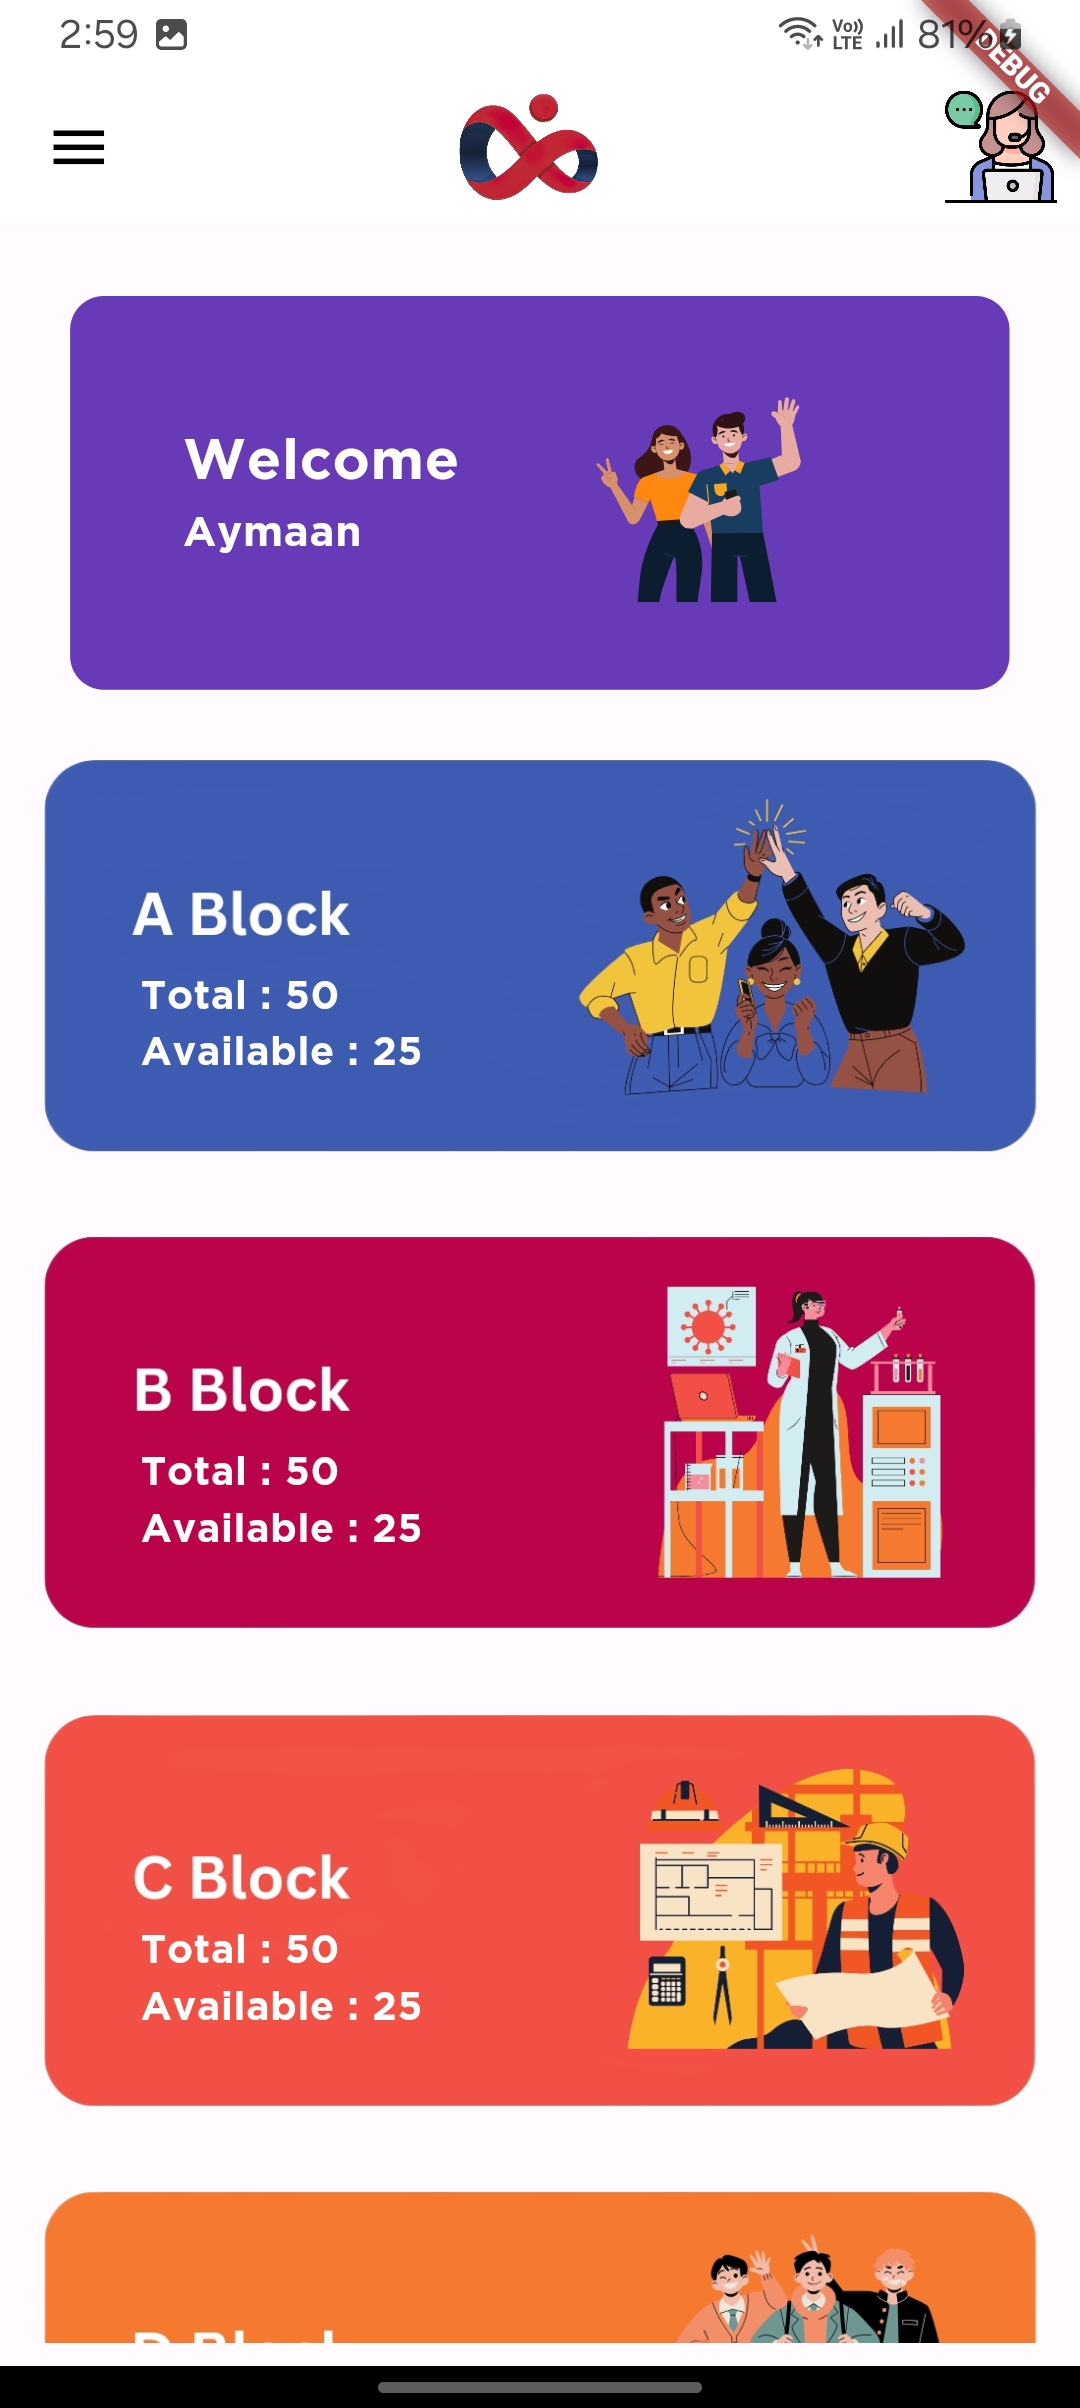 2:59
Vo)) LTE 81%
DEBUG
Welcome
Aymaan
A Block
Total : 50
Available : 25
B Block
Total : 50
Available : 25
C Block
Total : 50
Available : 25
D Block